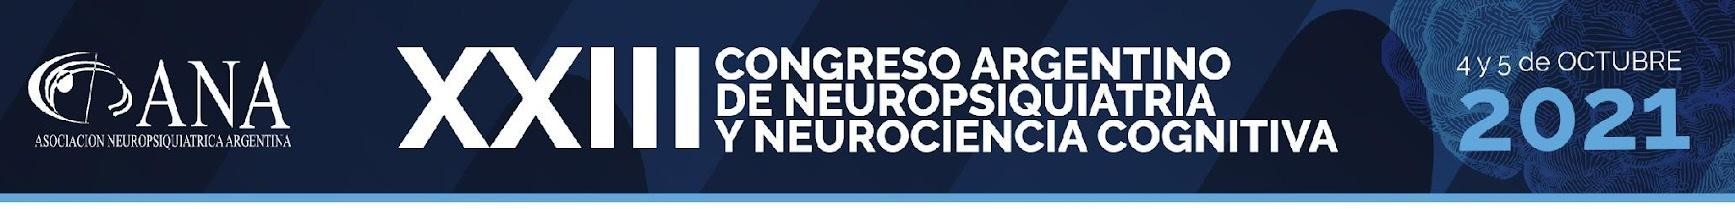 ANA
ASOCIACION NEUROPSIQUIATRICA ARGENTINA
XXIII
CONGRESO ARGENTINO
DE NEUROPSIQUIATRIA
Y NEUROCIENCIA COGNITIVA
4 y 5 de OCTUBRE
2021